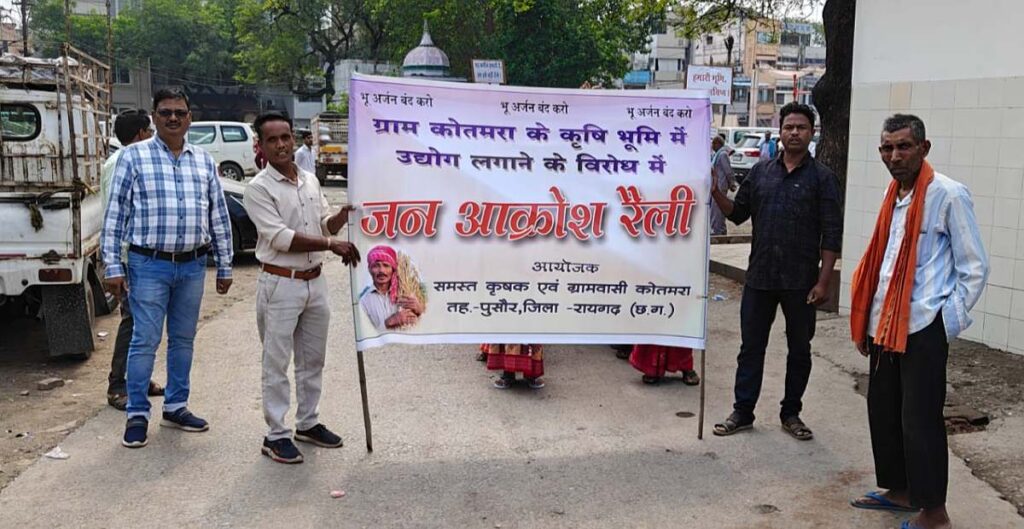 हमारी भूमि,
भू अर्जन बंद करो भू अर्जन बंद करो भू अर्जन बंद करो
ग्राम कोतमरा के कृषि भूमि में
उद्योग लगाने के विरोध में
जन आक्रोश रैली
आयोजक
समस्त कृषक एवं ग्रामवासी कोतमरा
तह.-पुसौर,जिला -रायगढ़ (छ.ग.)